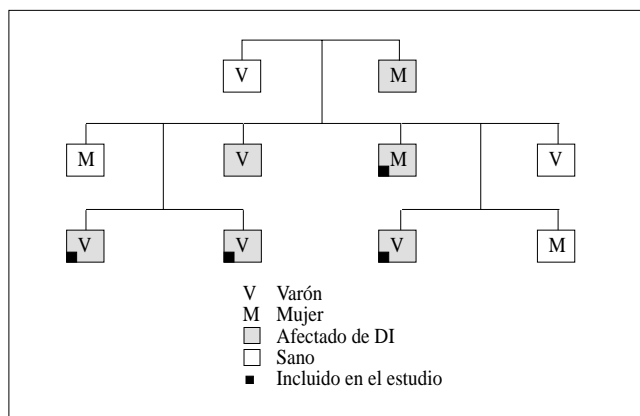 V M
M V M V
V V V M
V Varón
M Mujer
Afectado de DI
Sano
Incluido en el estudio